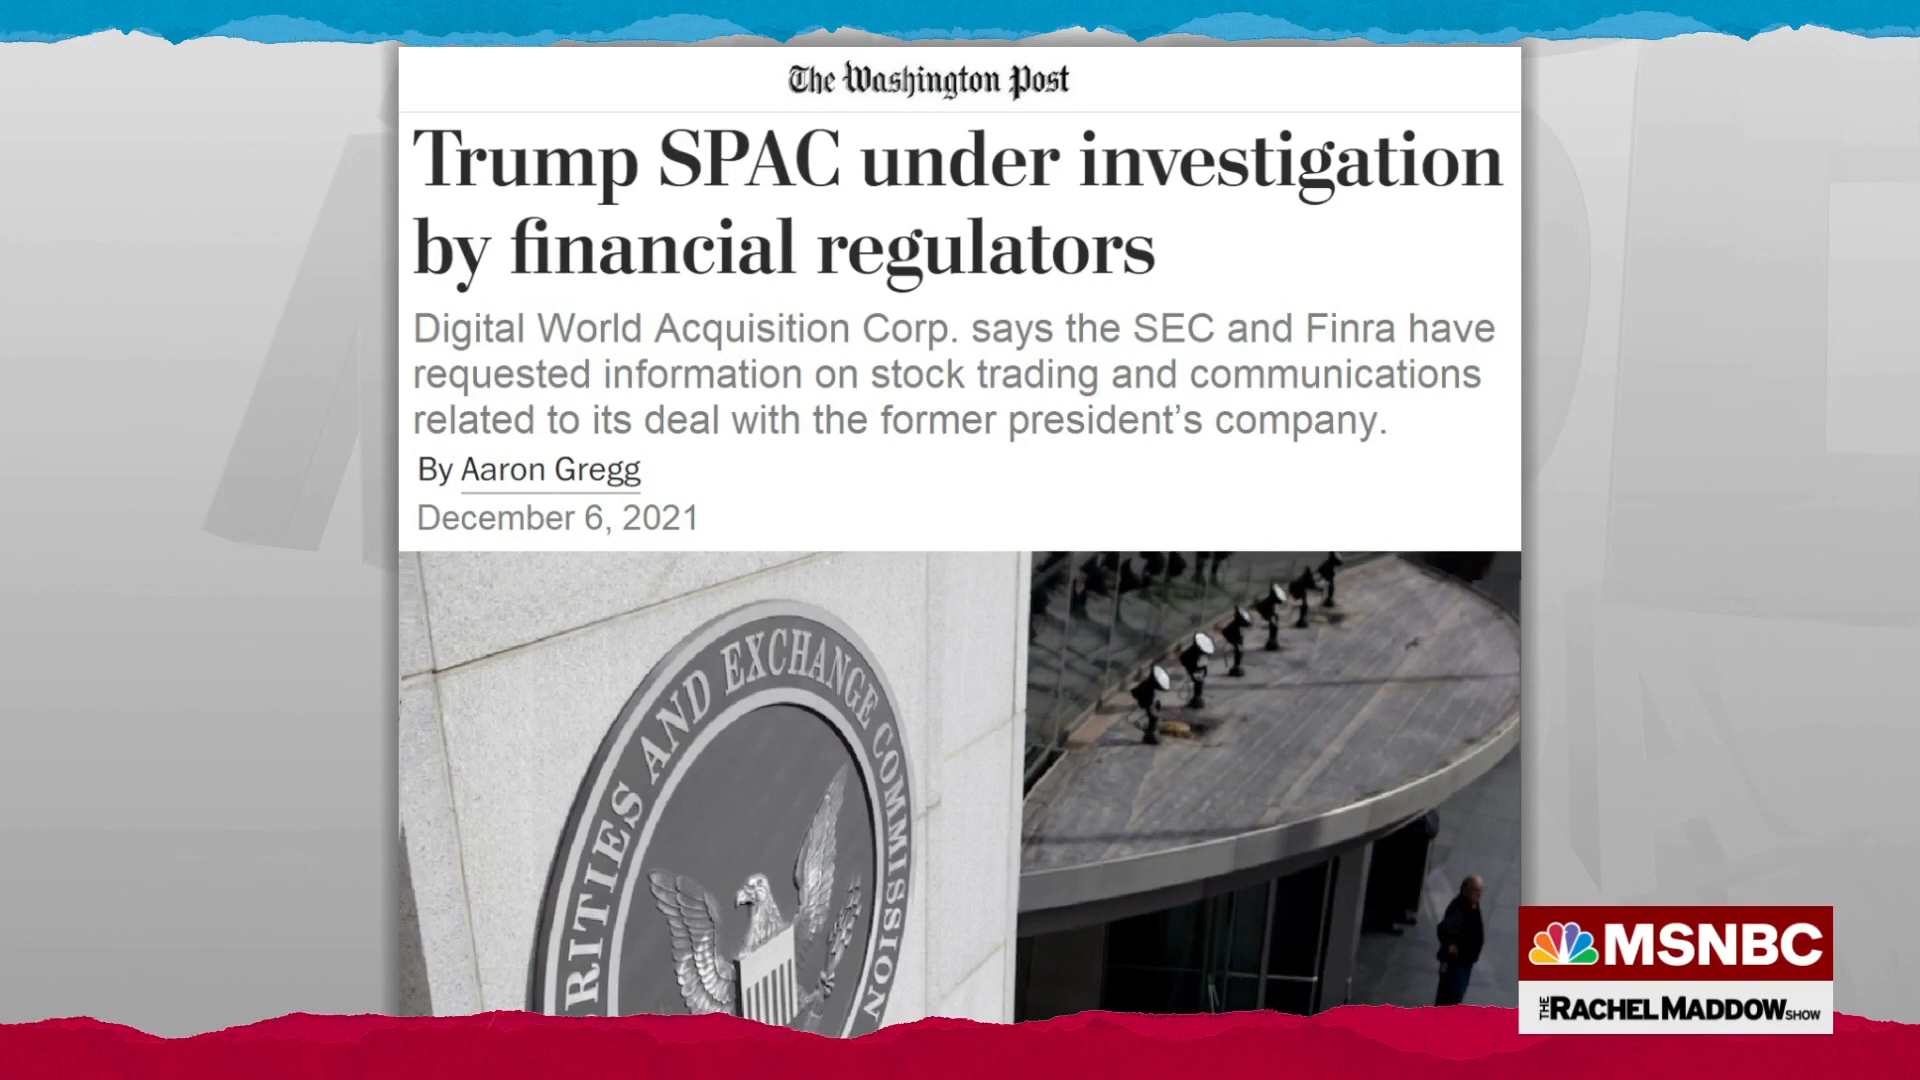 The Washington Post
Trump SPAC under investigation
by financial regulators
Digital World Acquisition Corp. says the SEC and Finra have
requested information on stock trading and communications
related to its deal with the former president's company.
By Aaron Gregg
December 6, 2021
RITIES AND EXCHANGE COMMISSION
MSNBC
THE RACHEL MADDOW SHOW